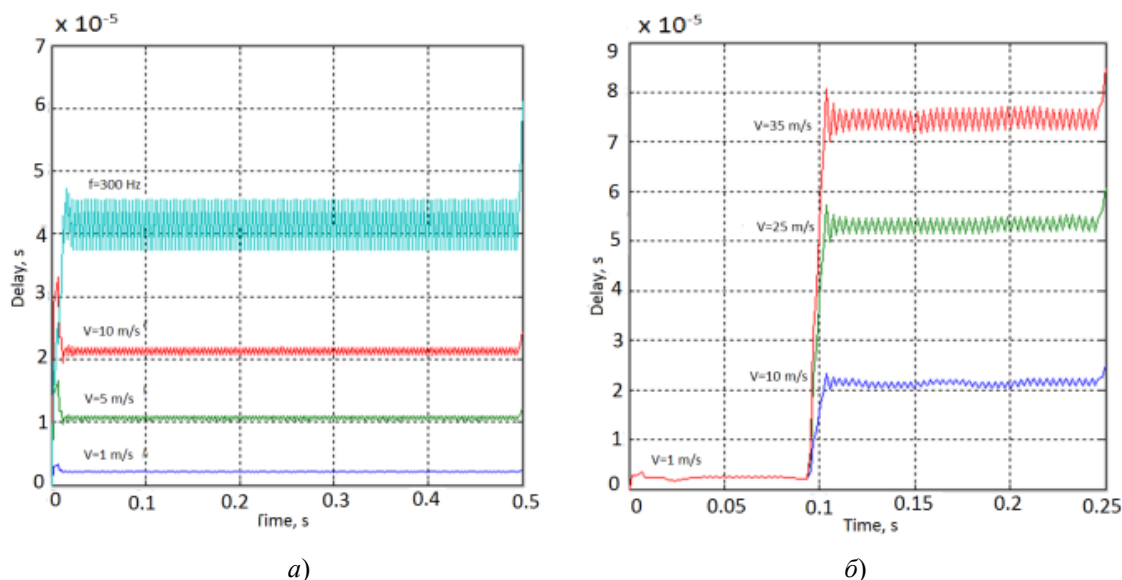 x 10⁻⁵
7
6
5
4
3
2
1
0
Delay, s
f=300 Hz
V=10 m/s
V=5 m/s
V=1 m/s
0
0.1
0.2
0.3
0.4
0.5
Time, s
а)
x 10⁻⁵
9
8
7
6
5
4
3
2
1
0
Delay, s
V=35 m/s
V=25 m/s
V=10 m/s
V=1 m/s
0
0.05
0.1
0.15
0.2
0.25
Time, s
б)